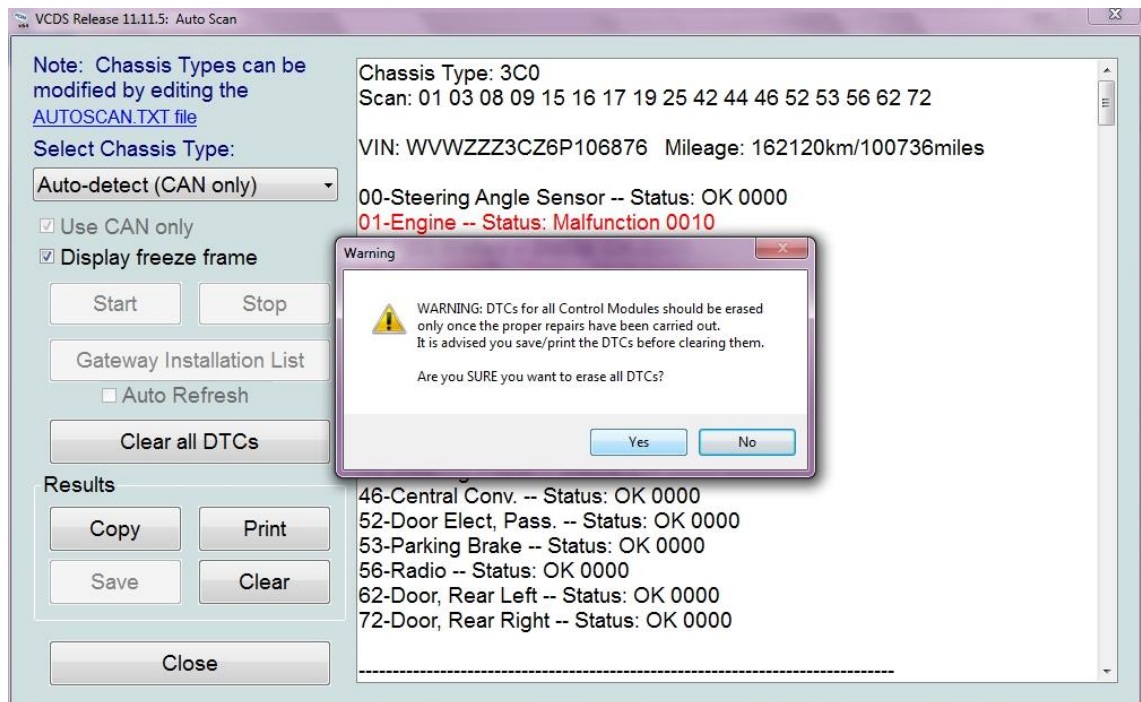 VCDS Release 11.11.5: Auto Scan
Note: Chassis Types can be
modified by editing the
AUTOSCAN.TXT file
Select Chassis Type:
Auto-detect (CAN only)
Use CAN only
Display freeze frame
Start
Stop
Gateway Installation List
Auto Refresh
Clear all DTCs
Results
Copy
Print
Save
Clear
Close
Chassis Type: 3C0
Scan: 01 03 08 09 15 16 17 19 25 42 44 46 52 53 56 62 72
VIN: WVWZZZ3CZ6P106876 Mileage: 162120km/100736miles
00-Steering Angle Sensor -- Status: OK 0000
01-Engine -- Status: Malfunction 0010
Warning
WARNING: DTCs for all Control Modules should be erased
only once the proper repairs have been carried out.
It is advised you save/print the DTCs before clearing them.
Are you SURE you want to erase all DTCs?
Yes
No
46-Central Conv. -- Status: OK 0000
52-Door Elect, Pass. -- Status: OK 0000
53-Parking Brake -- Status: OK 0000
56-Radio -- Status: OK 0000
62-Door, Rear Left -- Status: OK 0000
72-Door, Rear Right -- Status: OK 0000
-------------------------------------------------------------------------------